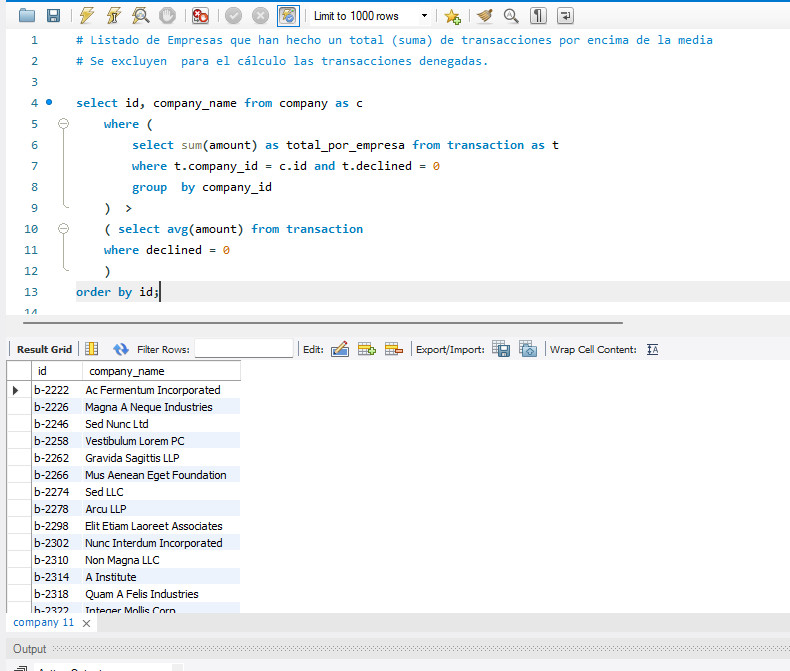 Limit to 1000 rows
1 # Listado de Empresas que han hecho un total (suma) de transacciones por encima de la media
2 # Se excluyen  para el cálculo las transacciones denegadas.
3
4 select id, company_name from company as c
5 where (
6 select sum(amount) as total_por_empresa from transaction as t
7 where t.company_id = c.id and t.declined = 0
8 group  by company_id
9 )  >
10 ( select avg(amount) from transaction
11 where declined = 0
12 )
13 order by id;
14
Result Grid Filter Rows: Edit: Export/Import: Wrap Cell Content:
id company_name
b-2222 Ac Fermentum Incorporated
b-2226 Magna A Neque Industries
b-2246 Sed Nunc Ltd
b-2258 Vestibulum Lorem PC
b-2262 Gravida Sagittis LLP
b-2266 Mus Aenean Eget Foundation
b-2274 Sed LLC
b-2278 Arcu LLP
b-2298 Elit Etiam Laoreet Associates
b-2302 Nunc Interdum Incorporated
b-2310 Non Magna LLC
b-2314 A Institute
b-2318 Quam A Felis Industries
b-2322 Integer Mollis Corp
company 11
Output